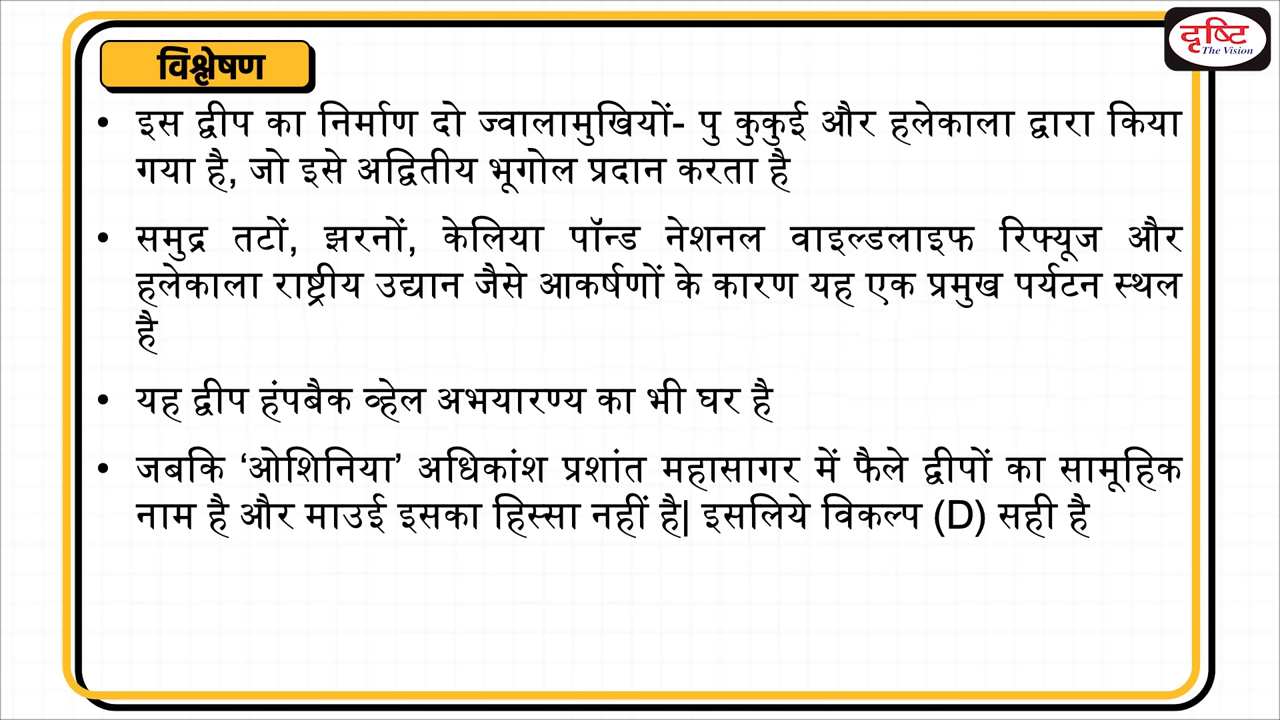 दृष्टि
The Vision
विश्लेषण
• इस द्वीप का निर्माण दो ज्वालामुखियों- पु कुकुई और हलेकाला द्वारा किया
गया है, जो इसे अद्वितीय भूगोल प्रदान करता है
• समुद्र तटों, झरनों, केलिया पॉन्ड नेशनल वाइल्डलाइफ रिफ्यूज और
हलेकाला राष्ट्रीय उद्यान जैसे आकर्षणों के कारण यह एक प्रमुख पर्यटन स्थल
है
• यह द्वीप हंपबैक व्हेल अभयारण्य का भी घर है
• जबकि ‘ओशिनिया’ अधिकांश प्रशांत महासागर में फैले द्वीपों का सामूहिक
नाम है और माउई इसका हिस्सा नहीं है| इसलिये विकल्प (D) सही है